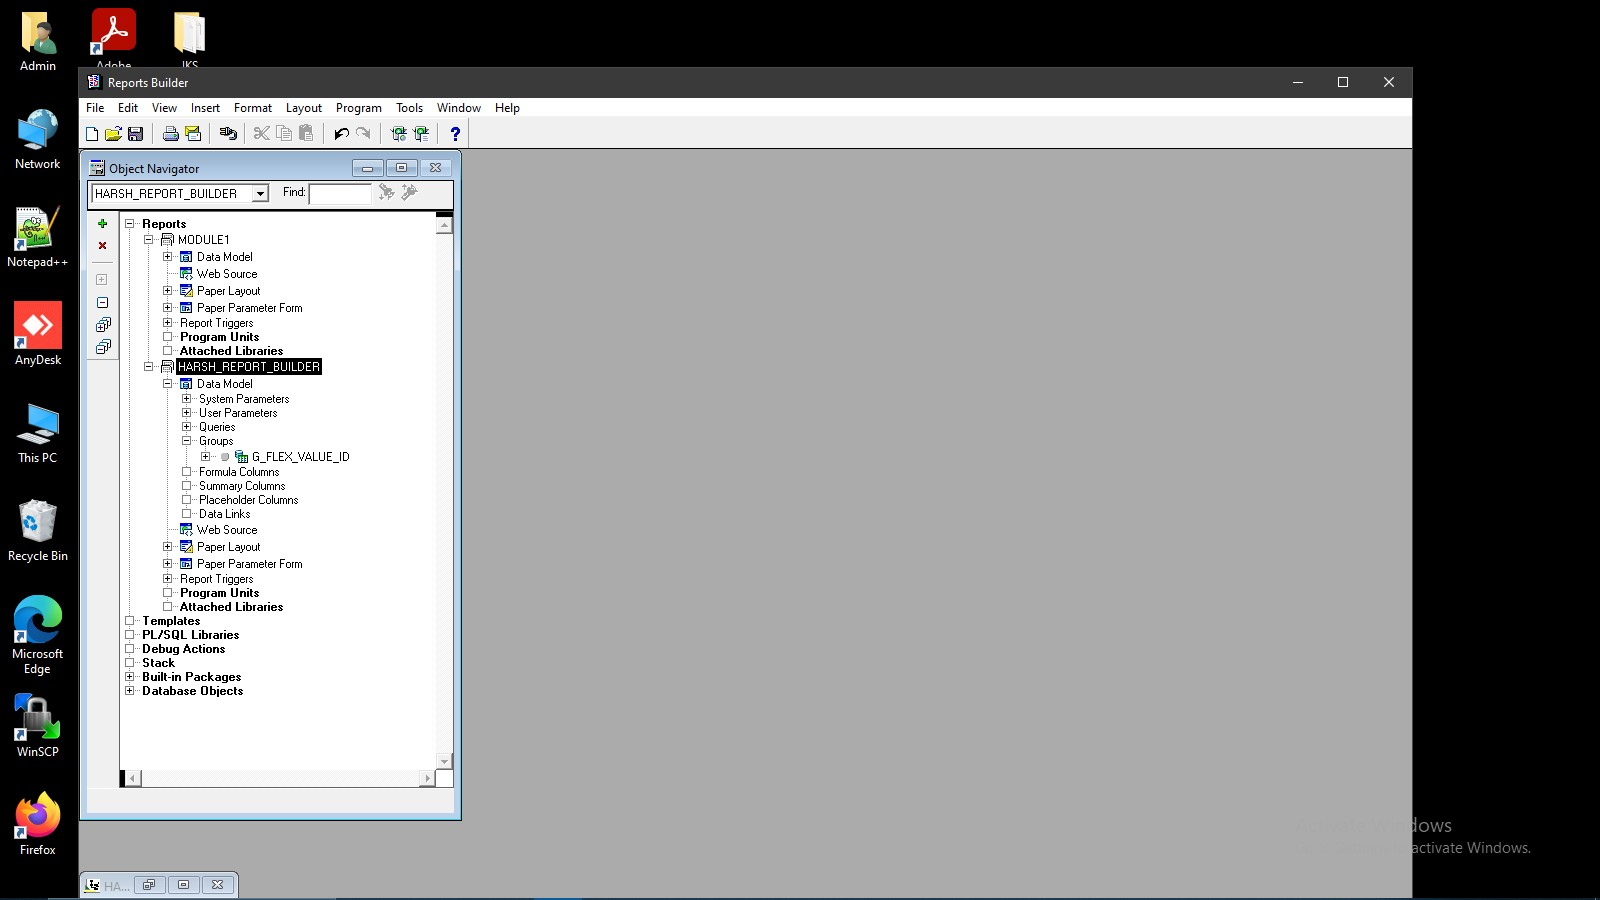 Admin
Adobe
JKS
Network
Notepad++
AnyDesk
This PC
Recycle Bin
Microsoft
Edge
WinSCP
Firefox
Reports Builder
File Edit View Insert Format Layout Program Tools Window Help
Object Navigator
HARSH_REPORT_BUILDER Find:
Reports
MODULE1
Data Model
Web Source
Paper Layout
Paper Parameter Form
Report Triggers
Program Units
Attached Libraries
HARSH_REPORT_BUILDER
Data Model
System Parameters
User Parameters
Queries
Groups
G_FLEX_VALUE_ID
Formula Columns
Summary Columns
Placeholder Columns
Data Links
Web Source
Paper Layout
Paper Parameter Form
Report Triggers
Program Units
Attached Libraries
Templates
PL/SQL Libraries
Debug Actions
Stack
Built-in Packages
Database Objects
HA...
Activate Windows
activate Windows.